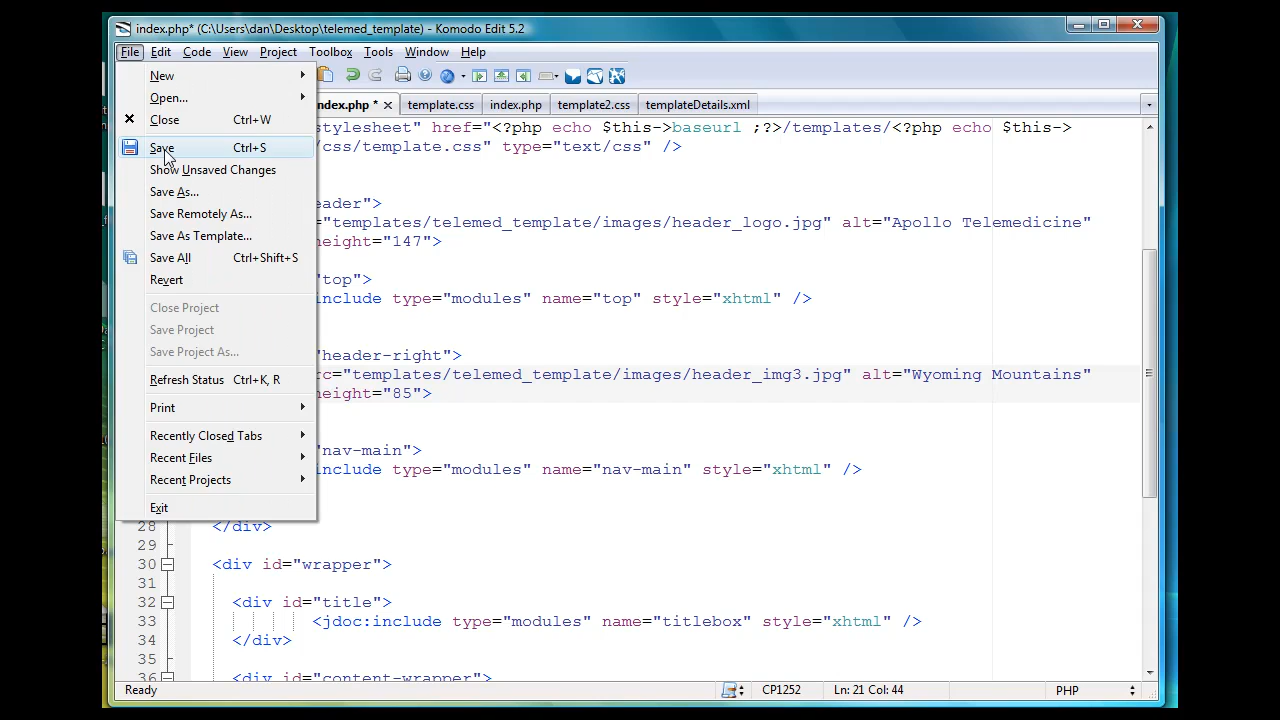 index.php* (C:\Users\dan\Desktop\telemed_template) - Komodo Edit 5.2
File Edit Code View Project Toolbox Tools Window Help
New
Open...
Close Ctrl+W
Save Ctrl+S
Show Unsaved Changes
Save As...
Save Remotely As...
Save As Template...
Save All Ctrl+Shift+S
Revert
Close Project
Save Project
Save Project As...
Refresh Status Ctrl+K, R
Print
Recently Closed Tabs
Recent Files
Recent Projects
Exit
ndex.php * template.css index.php template2.css templateDetails.xml
stylesheet" href="<?php echo $this->baseurl ;?>/templates/<?php echo $this->
/css/template.css" type="text/css" />
header">
"templates/telemed_template/images/header_logo.jpg" alt="Apollo Telemedicine"
height="147">
"top">
include type="modules" name="top" style="xhtml" />
"header-right">
rc="templates/telemed_template/images/header_img3.jpg" alt="Wyoming Mountains"
height="85">
"nav-main">
include type="modules" name="nav-main" style="xhtml" />
28 </div>
29
30 <div id="wrapper">
31
32 <div id="title">
33 <jdoc:include type="modules" name="titlebox" style="xhtml" />
34 </div>
35
36 <div id="content-wrapper">
Ready CP1252 Ln: 21 Col: 44 PHP